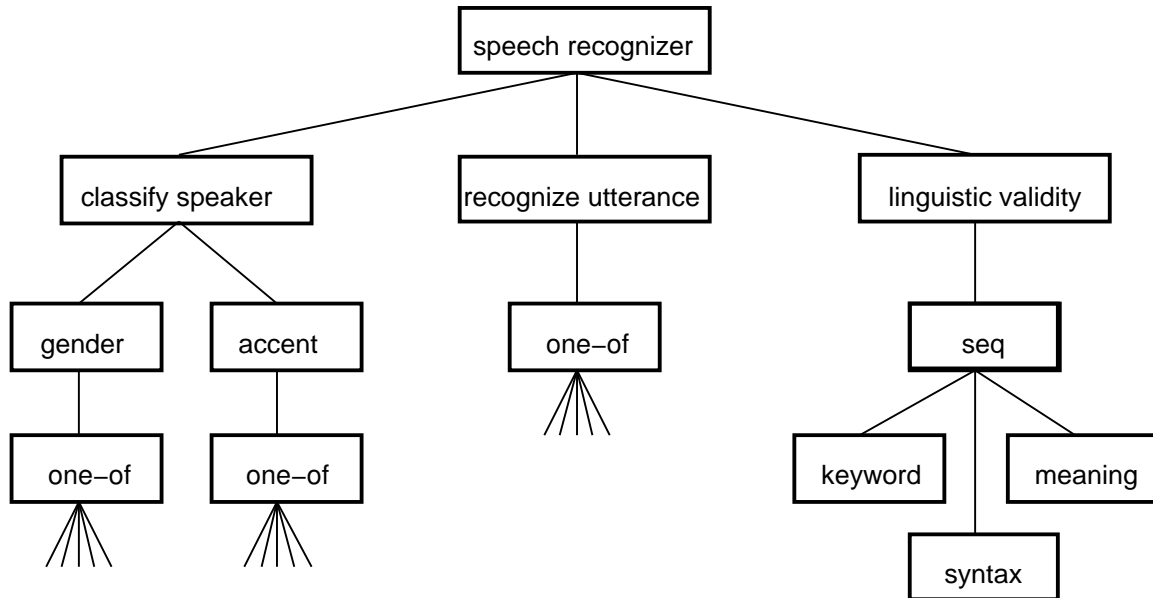 speech recognizer
classify speaker
recognize utterance
linguistic validity
gender
accent
one−of
seq
one−of
one−of
keyword
meaning
syntax